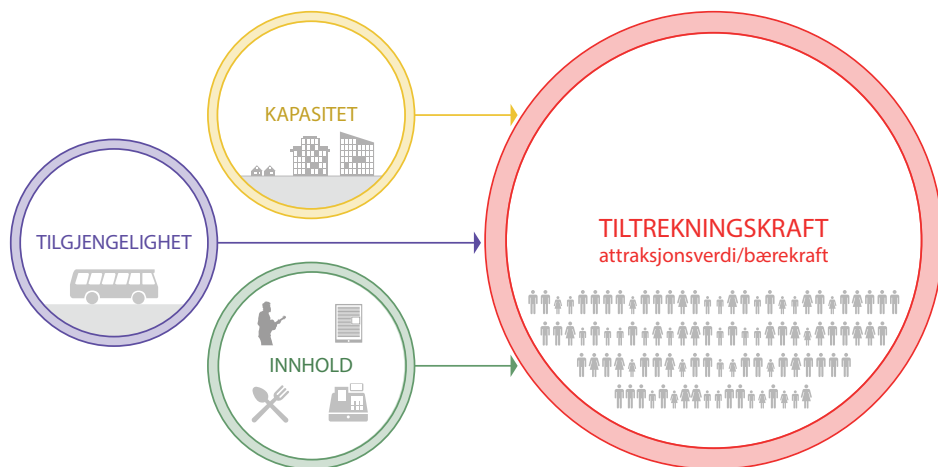 KAPASITET
TILGJENGELIGHET
INNHOLD
TILTREKNINGSKRAFT
attraksjonsverdi/bærekraft